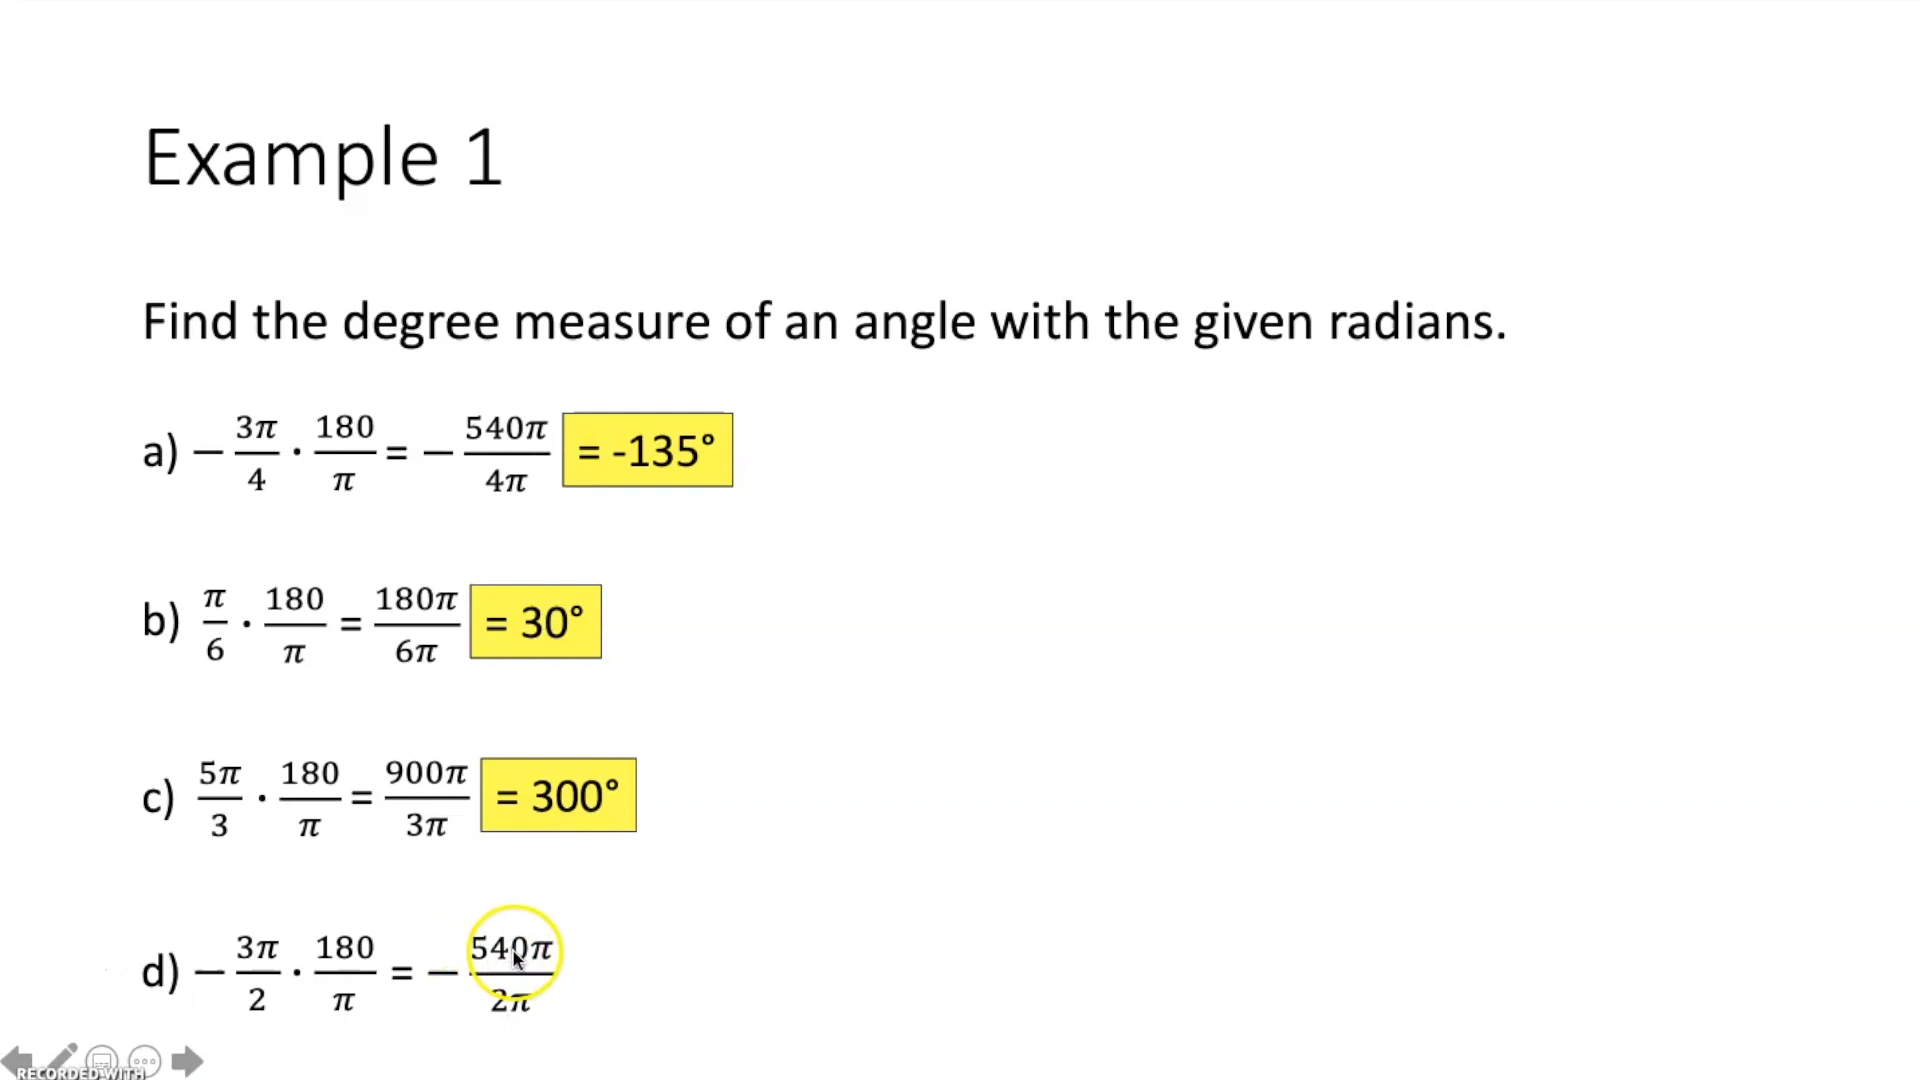 Example 1
Find the degree measure of an angle with the given radians.
a) − 3π/4 · 180/π = − 540π/4π = -135°
b) π/6 · 180/π = 180π/6π = 30°
c) 5π/3 · 180/π = 900π/3π = 300°
d) − 3π/2 · 180/π = − 540π/2π
RECORDED WITH